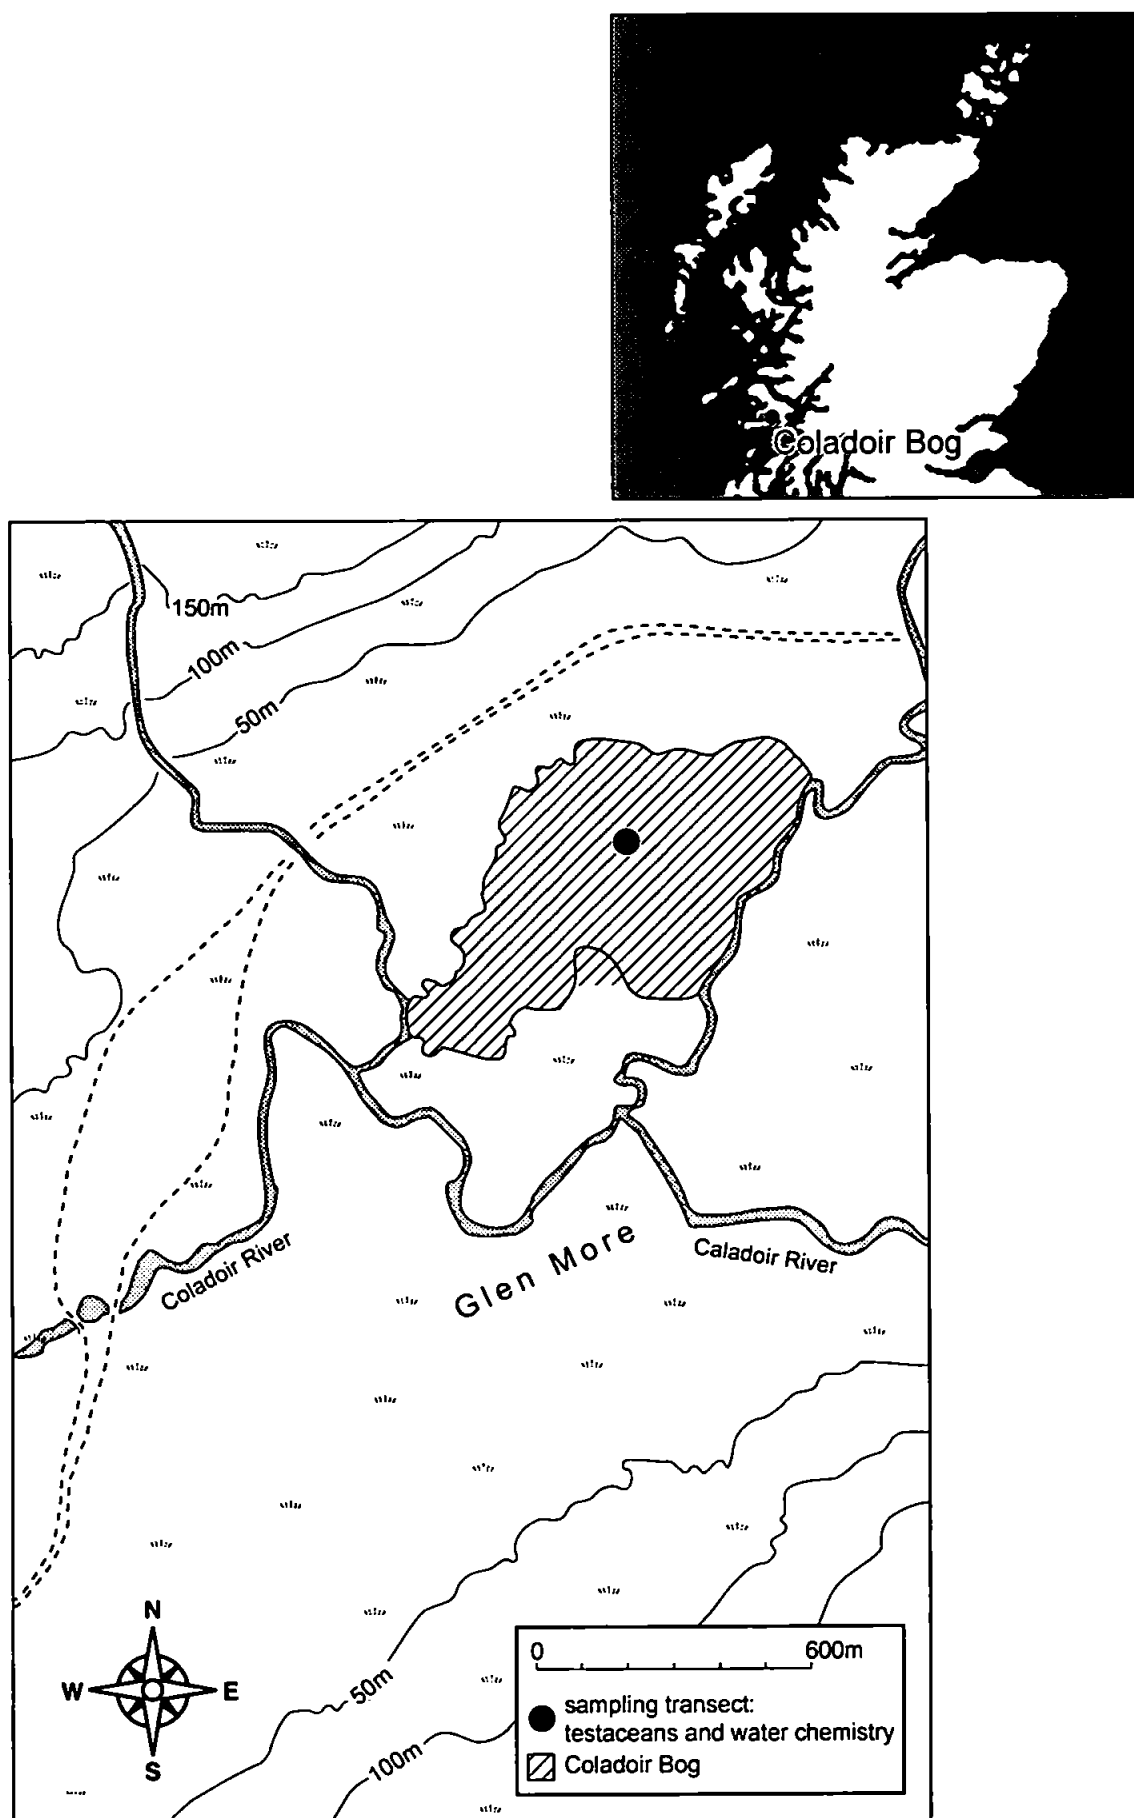 Coladoir Bog
150m
100m
50m
Coladoir River
Glen More
Caladoir River
N
W E
S
50m
100m
0 600m
sampling transect:
testaceans and water chemistry
Coladoir Bog